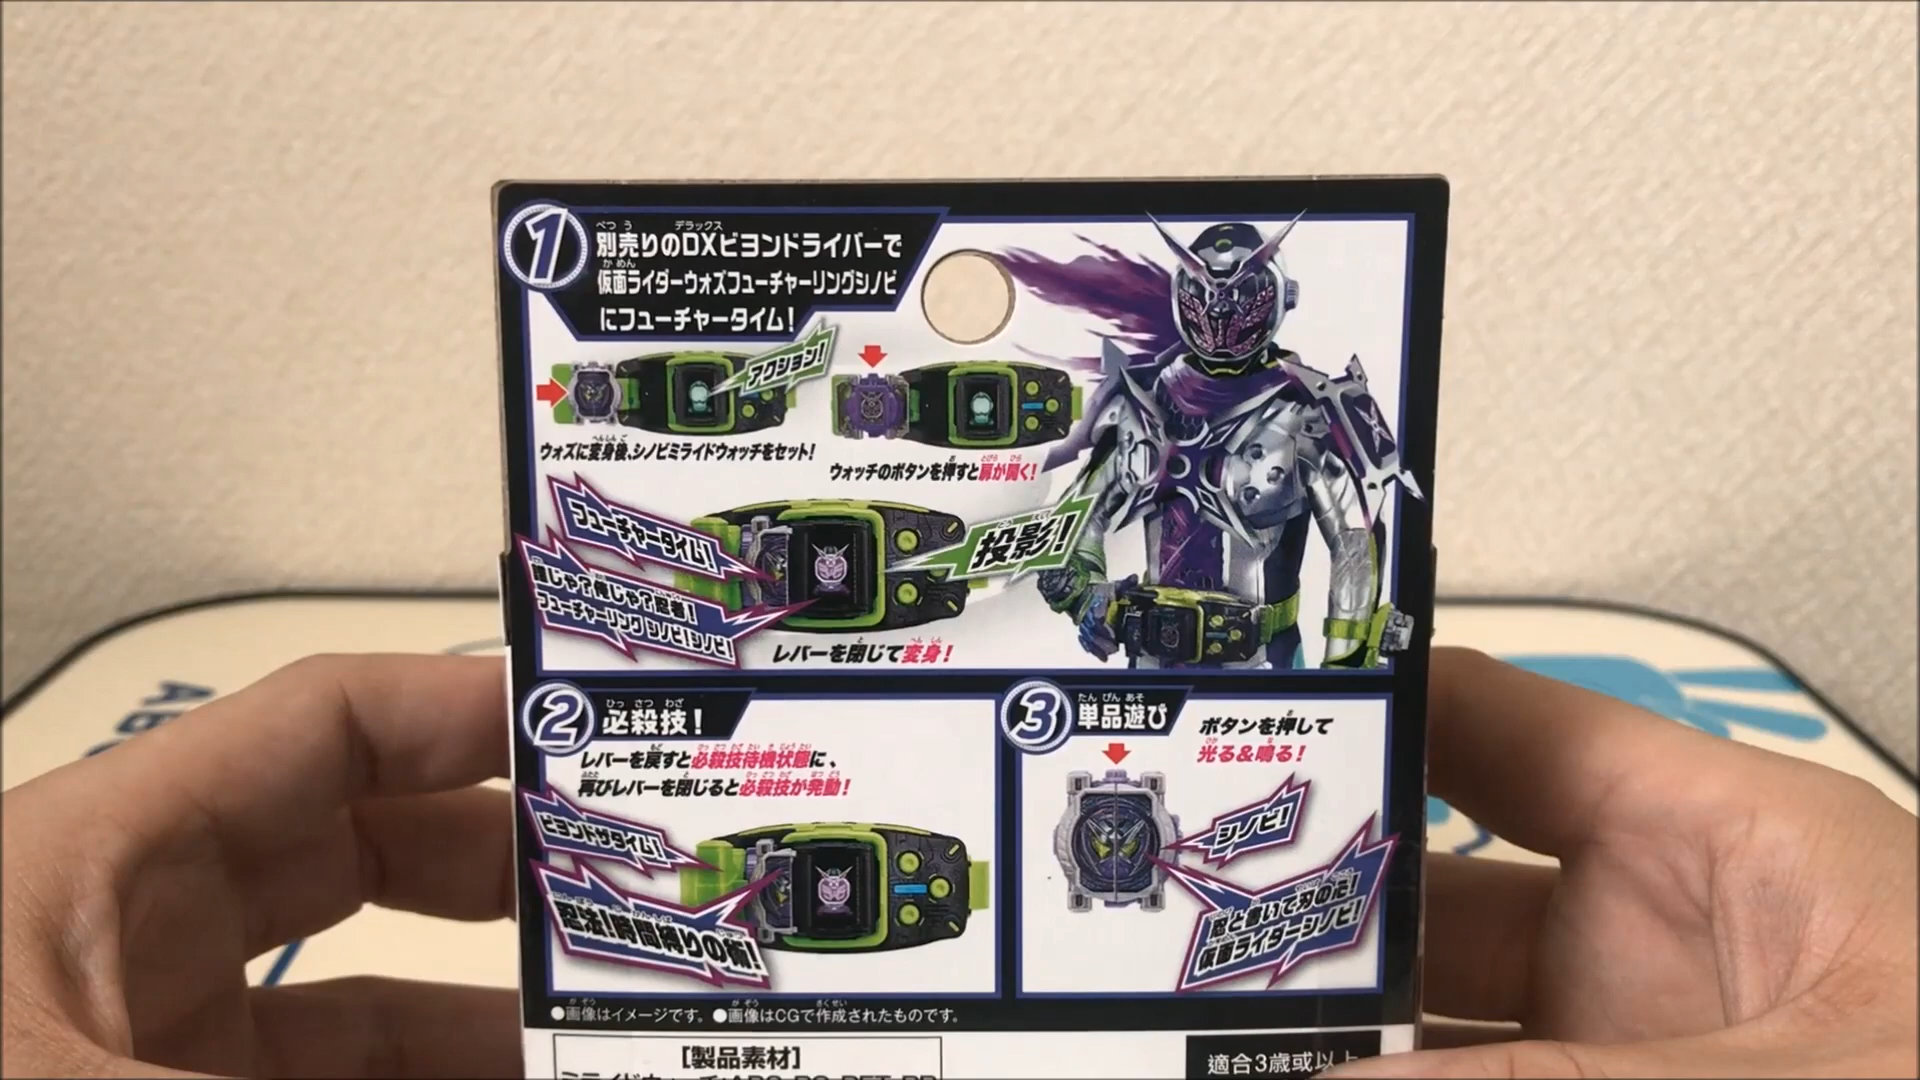 1
別売りのDXビヨンドライバーで
仮面ライダーウォズフューチャーリングシノビ
にフューチャータイム!
アクション!
ウォズに変身後、シノビミライドウォッチをセット!
ウォッチのボタンを押すと扉が開く!
フューチャータイム!
誰じゃ?俺じゃ?忍者!
フューチャーリング シノビ!シノビ!
投影!
レバーを閉じて変身!
2
必殺技!
レバーを戻すと必殺技待機状態に、
再びレバーを閉じると必殺技が発動!
ビヨンドザタイム!
忍法!時間縛りの術!
3
単品遊び
ボタンを押して
光る&鳴る!
シノビ!
忍と書いて刃の心!
仮面ライダーシノビ!
●画像はイメージです。 ●画像はCGで作成されたものです。
[製品素材]
適合3歳或以上